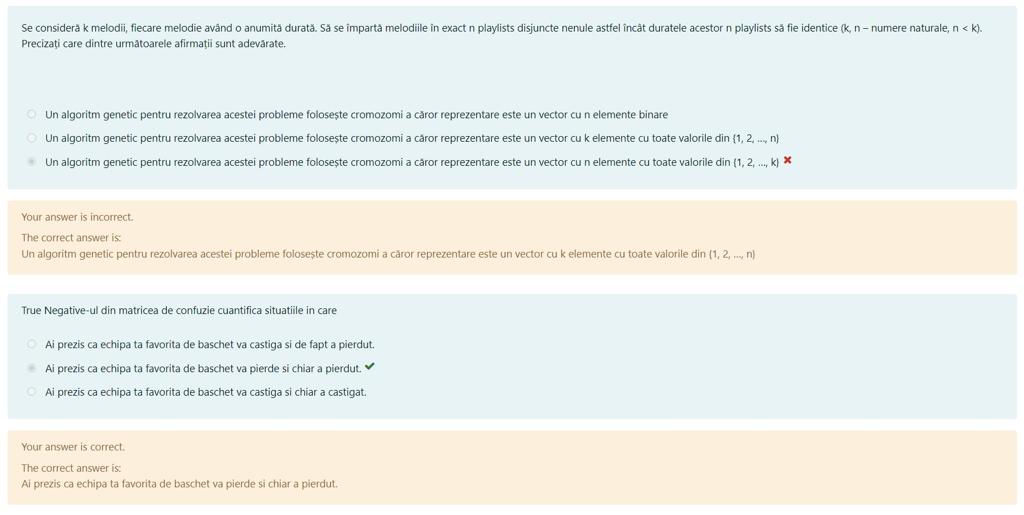 Se consideră k melodii, fiecare melodie având o anumită durată. Să se împartă melodiile în exact n playlists disjuncte nenule astfel încât duratele acestor n playlists să fie identice (k, n – numere naturale, n < k).
Precizați care dintre următoarele afirmații sunt adevărate.
Un algoritm genetic pentru rezolvarea acestei probleme folosește cromozomi a căror reprezentare este un vector cu n elemente binare
Un algoritm genetic pentru rezolvarea acestei probleme folosește cromozomi a căror reprezentare este un vector cu k elemente cu toate valorile din {1, 2, ..., n}
Un algoritm genetic pentru rezolvarea acestei probleme folosește cromozomi a căror reprezentare este un vector cu n elemente cu toate valorile din {1, 2, ..., k}
Your answer is incorrect.
The correct answer is:
Un algoritm genetic pentru rezolvarea acestei probleme folosește cromozomi a căror reprezentare este un vector cu k elemente cu toate valorile din {1, 2, ..., n}
True Negative-ul din matricea de confuzie cuantifica situatiile in care
Ai prezis ca echipa ta favorita de baschet va castiga si de fapt a pierdut.
Ai prezis ca echipa ta favorita de baschet va pierde si chiar a pierdut.
Ai prezis ca echipa ta favorita de baschet va castiga si chiar a castigat.
Your answer is correct.
The correct answer is:
Ai prezis ca echipa ta favorita de baschet va pierde si chiar a pierdut.